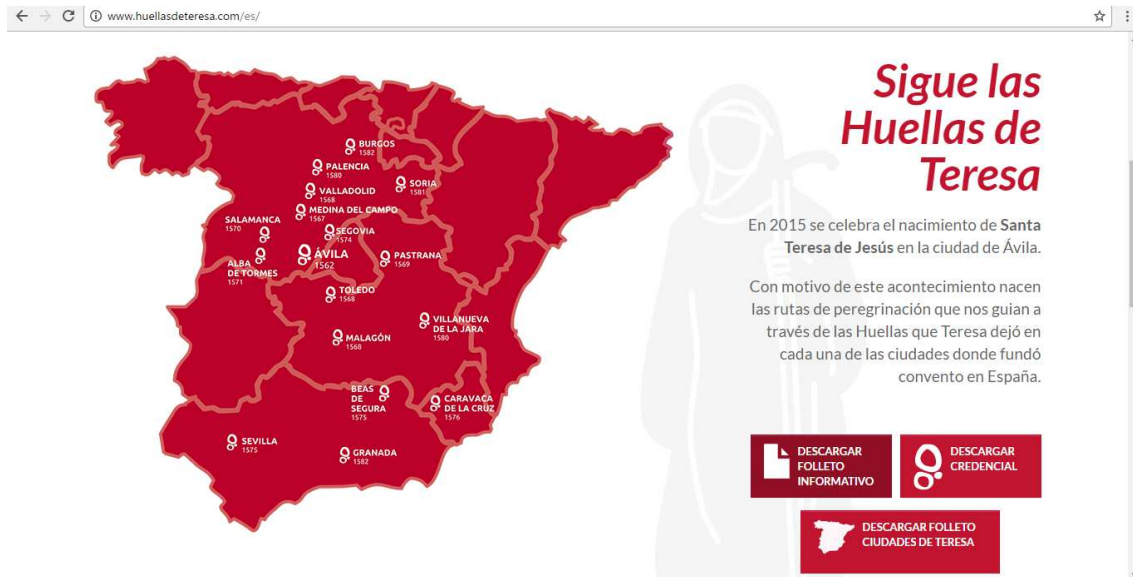 www.huellasdeteresa.com/es/
BURGOS
1582
PALENCIA
1580
SORIA
1581
VALLADOLID
1568
MEDINA DEL CAMPO
1567
SALAMANCA
1570
SEGOVIA
1574
ÁVILA
1562
PASTRANA
1569
ALBA
DE TORMES
1571
TOLEDO
1568
VILLANUEVA
DE LA JARA
1580
MALAGÓN
1568
BEAS
DE
SEGURA
1575
CARAVACA
DE LA CRUZ
1576
SEVILLA
1575
GRANADA
1582
Sigue las
Huellas de
Teresa
En 2015 se celebra el nacimiento de Santa
Teresa de Jesús en la ciudad de Ávila.
Con motivo de este acontecimiento nacen
las rutas de peregrinación que nos guian a
través de las Huellas que Teresa dejó en
cada una de las ciudades donde fundó
convento en España.
DESCARGAR
FOLLETO
INFORMATIVO
DESCARGAR
CREDENCIAL
DESCARGAR FOLLETO
CIUDADES DE TERESA